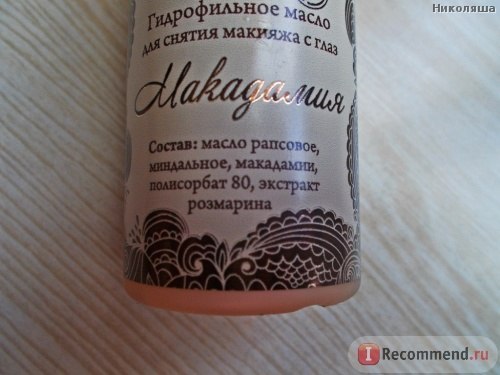 Николяша
Гидрофильное масло
для снятия макияжа с глаз
Макадамия
Состав: масло рапсовое,
миндальное, макадамии,
полисорбат 80, экстракт
розмарина
I Recommend.ru